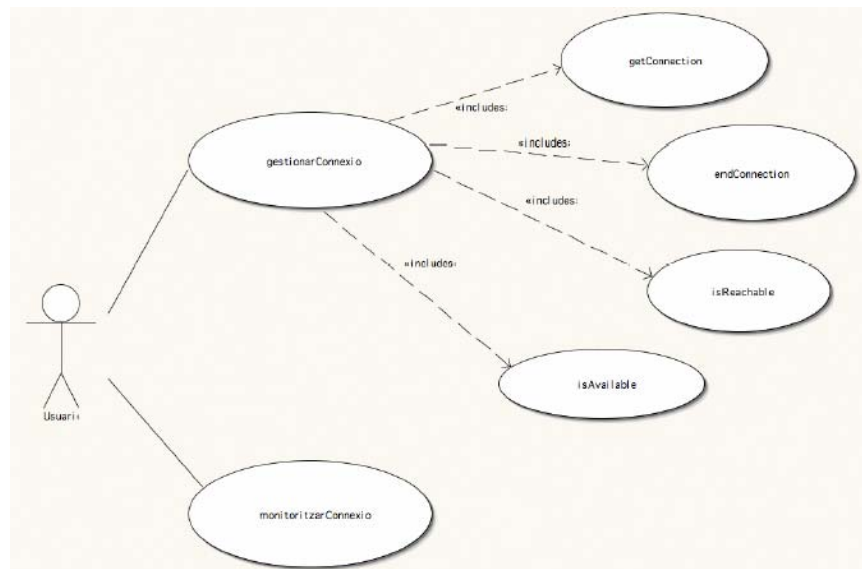 getConnection
«includes:
gestionarConnexio
«includes:
endConnection
«includes:
«includes:
isReachable
isAvailable
Usuari
monitoritzarConnexio